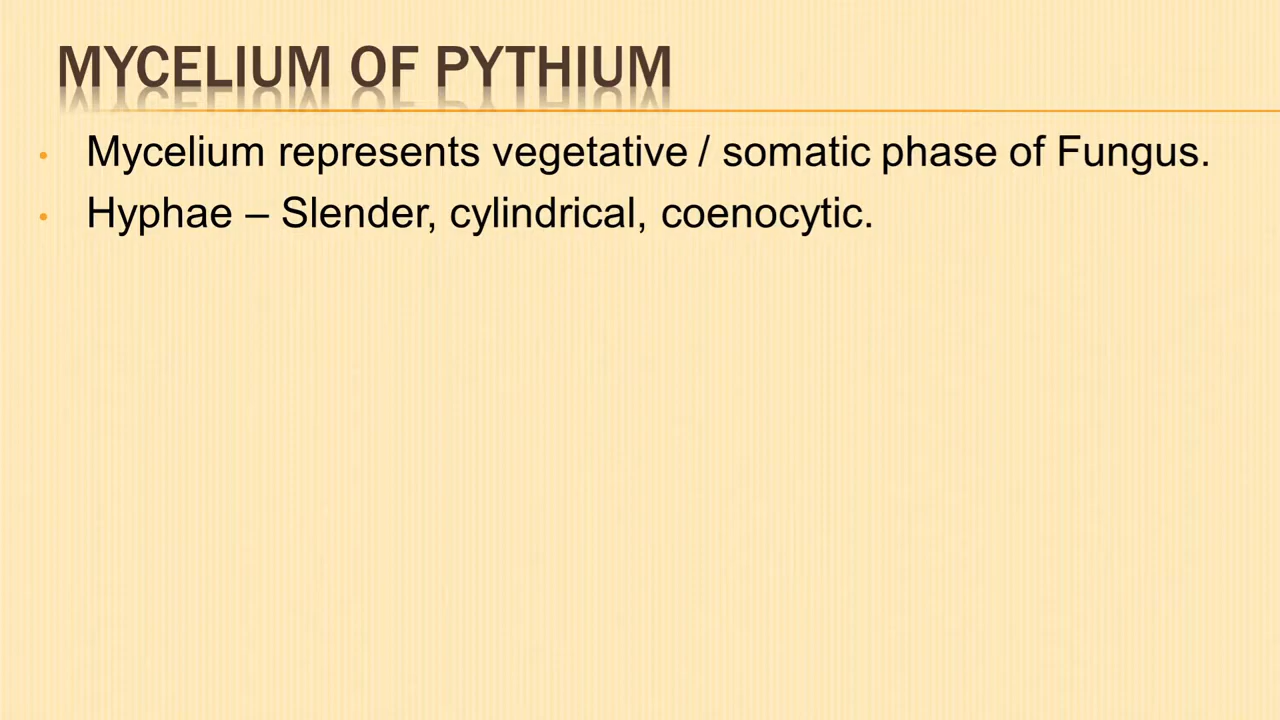 MYCELIUM OF PYTHIUM
• Mycelium represents vegetative / somatic phase of Fungus.
• Hyphae – Slender, cylindrical, coenocytic.